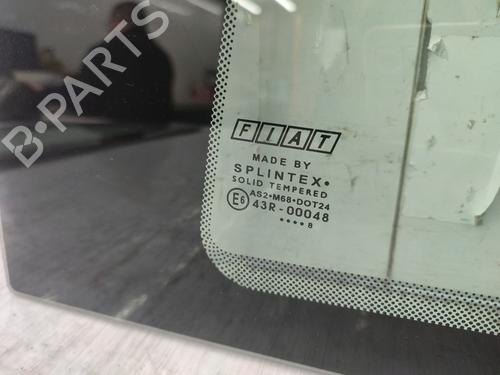 B-PARTS
FIAT
MADE BY
SPLINTEX•
SOLID TEMPERED
AS2•M68•DOT24
E6 43R-00048
•••• 8